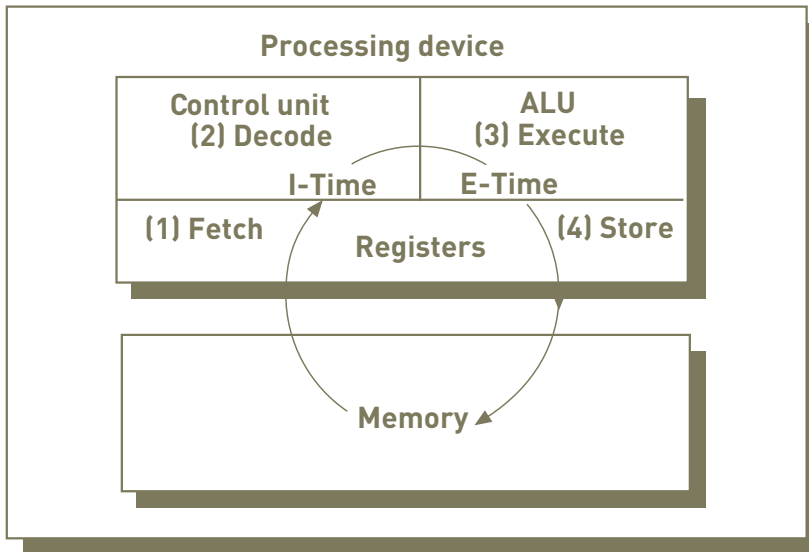 Processing device
Control unit
(2) Decode
ALU
(3) Execute
I-Time
E-Time
(1) Fetch
Registers
(4) Store
Memory